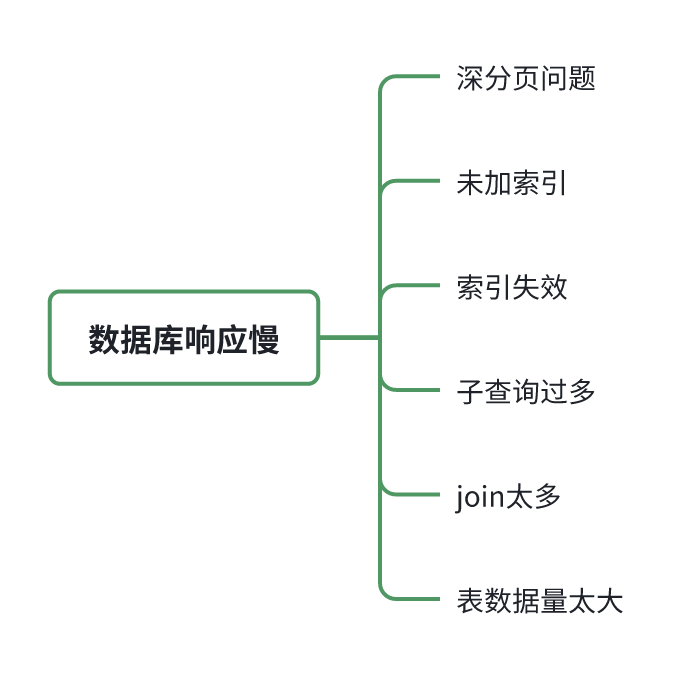 数据库响应慢
深分页问题
未加索引
索引失效
子查询过多
join太多
表数据量太大